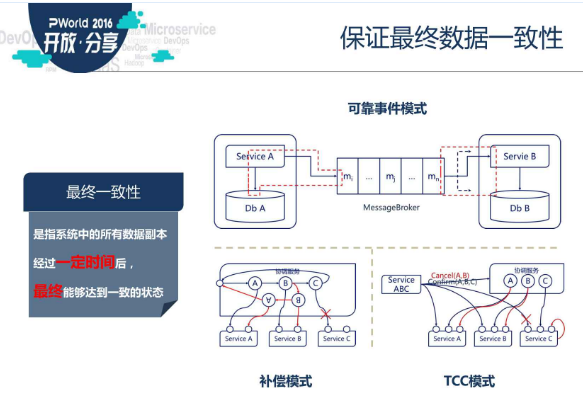 PWorld 2016
开放·分享
Microservice
DevOps
保证最终数据一致性
可靠事件模式
Service A
Servie B
mi
...
mj
...
mn
Db A
MessageBroker
Db B
最终一致性
是指系统中的所有数据副本
经过一定时间后，
最终能够达到一致的状态
协调服务
A
B
C
A
B
Service A
Service B
Service C
补偿模式
Service
ABC
Cancel(A,B)
Confirm(A,B,C)
协调服务
A
B
C
Service A
Service B
Service C
TCC模式